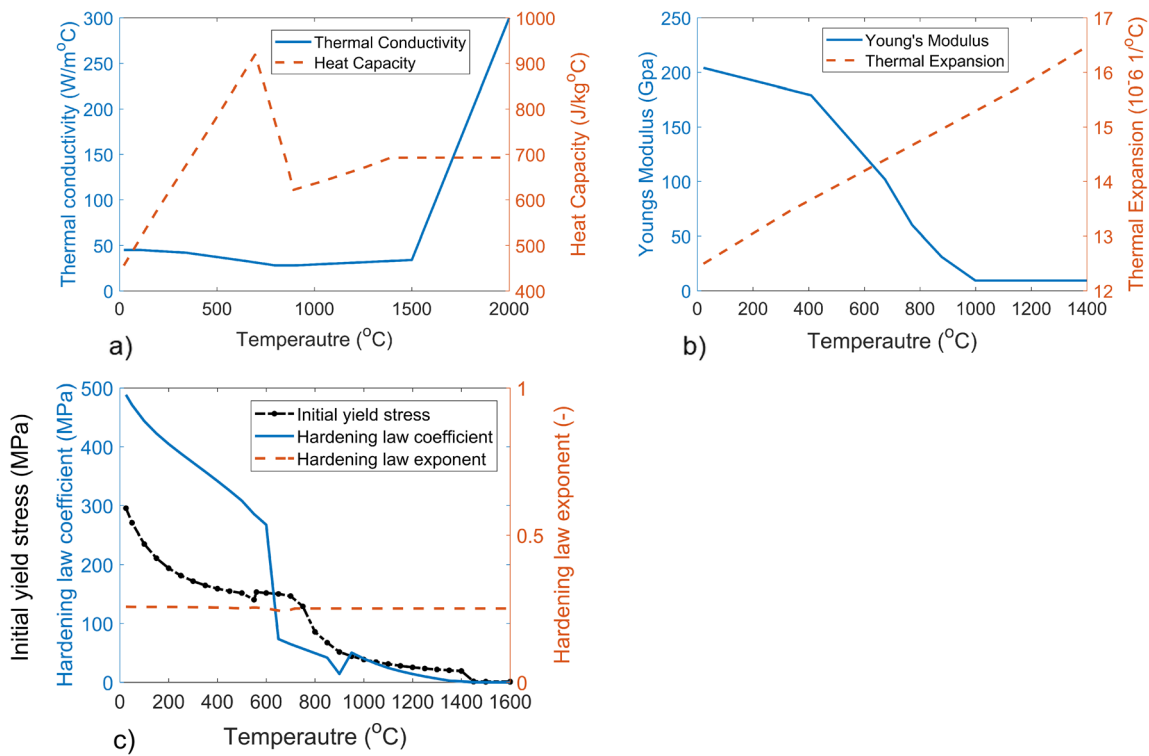 Thermal conductivity (W/m°C)
300
250
200
150
100
50
0
Thermal Conductivity
Heat Capacity
1000
900
800
700
600
500
400
Heat Capacity (J/kg°C)
0 500 1000 1500 2000
Temperautre (°C)
a)
Youngs Modulus (Gpa)
250
200
150
100
50
0
Young's Modulus
Thermal Expansion
17
16
15
14
13
12
Thermal Expansion (10⁻6 1/°C)
0 200 400 600 800 1000 1200 1400
Temperautre (°C)
b)
Initial yield stress (MPa)
Hardening law coefficient (MPa)
500
400
300
200
100
0
Initial yield stress
Hardening law coefficient
Hardening law exponent
1
0.5
0
Hardening law exponent (-)
0 200 400 600 800 1000 1200 1400 1600
Temperautre (°C)
c)